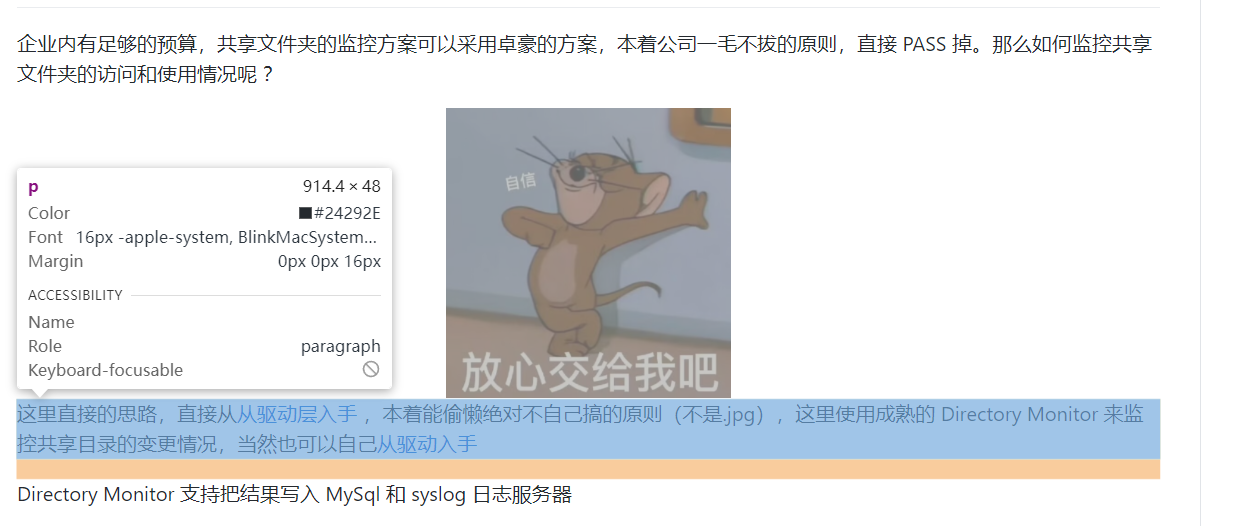 企业内有足够的预算，共享文件夹的监控方案可以采用卓豪的方案，本着公司一毛不拔的原则，直接 PASS 掉。那么如何监控共享
文件夹的访问和使用情况呢？
自信
放心交给我吧
p 914.4 × 48
Color #24292E
Font 16px -apple-system, BlinkMacSystem...
Margin 0px 0px 16px
ACCESSIBILITY
Name
Role paragraph
Keyboard-focusable
这里直接的思路，直接从从驱动层入手 ，本着能偷懒绝对不自己搞的原则（不是.jpg），这里使用成熟的 Directory Monitor 来监
控共享目录的变更情况，当然也可以自己从驱动入手
Directory Monitor 支持把结果写入 MySql 和 syslog 日志服务器